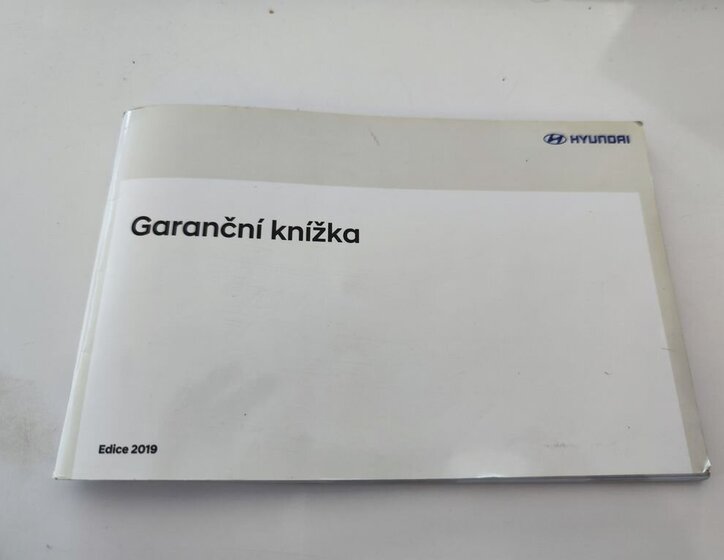 HYUNDAI
Garanční knížka
Edice 2019